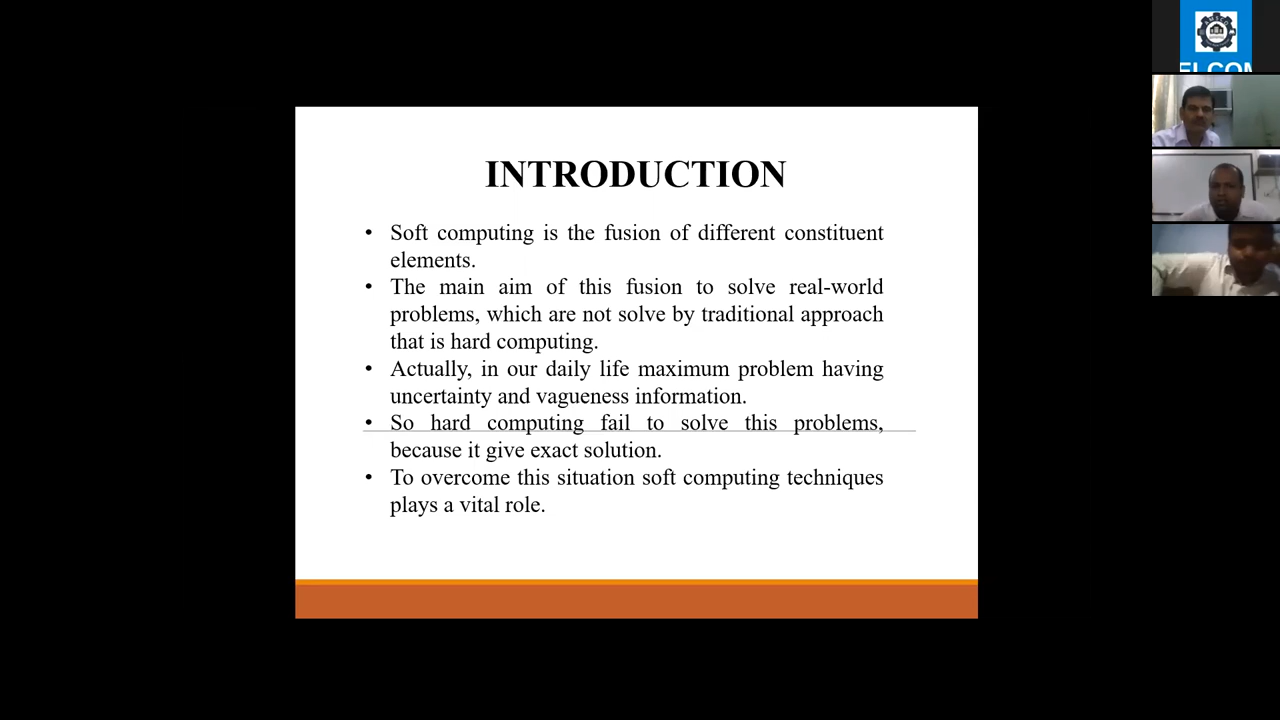 INTRODUCTION
• Soft computing is the fusion of different constituent
elements.
• The main aim of this fusion to solve real-world
problems, which are not solve by traditional approach
that is hard computing.
• Actually, in our daily life maximum problem having
uncertainty and vagueness information.
• So hard computing fail to solve this problems,
because it give exact solution.
• To overcome this situation soft computing techniques
plays a vital role.